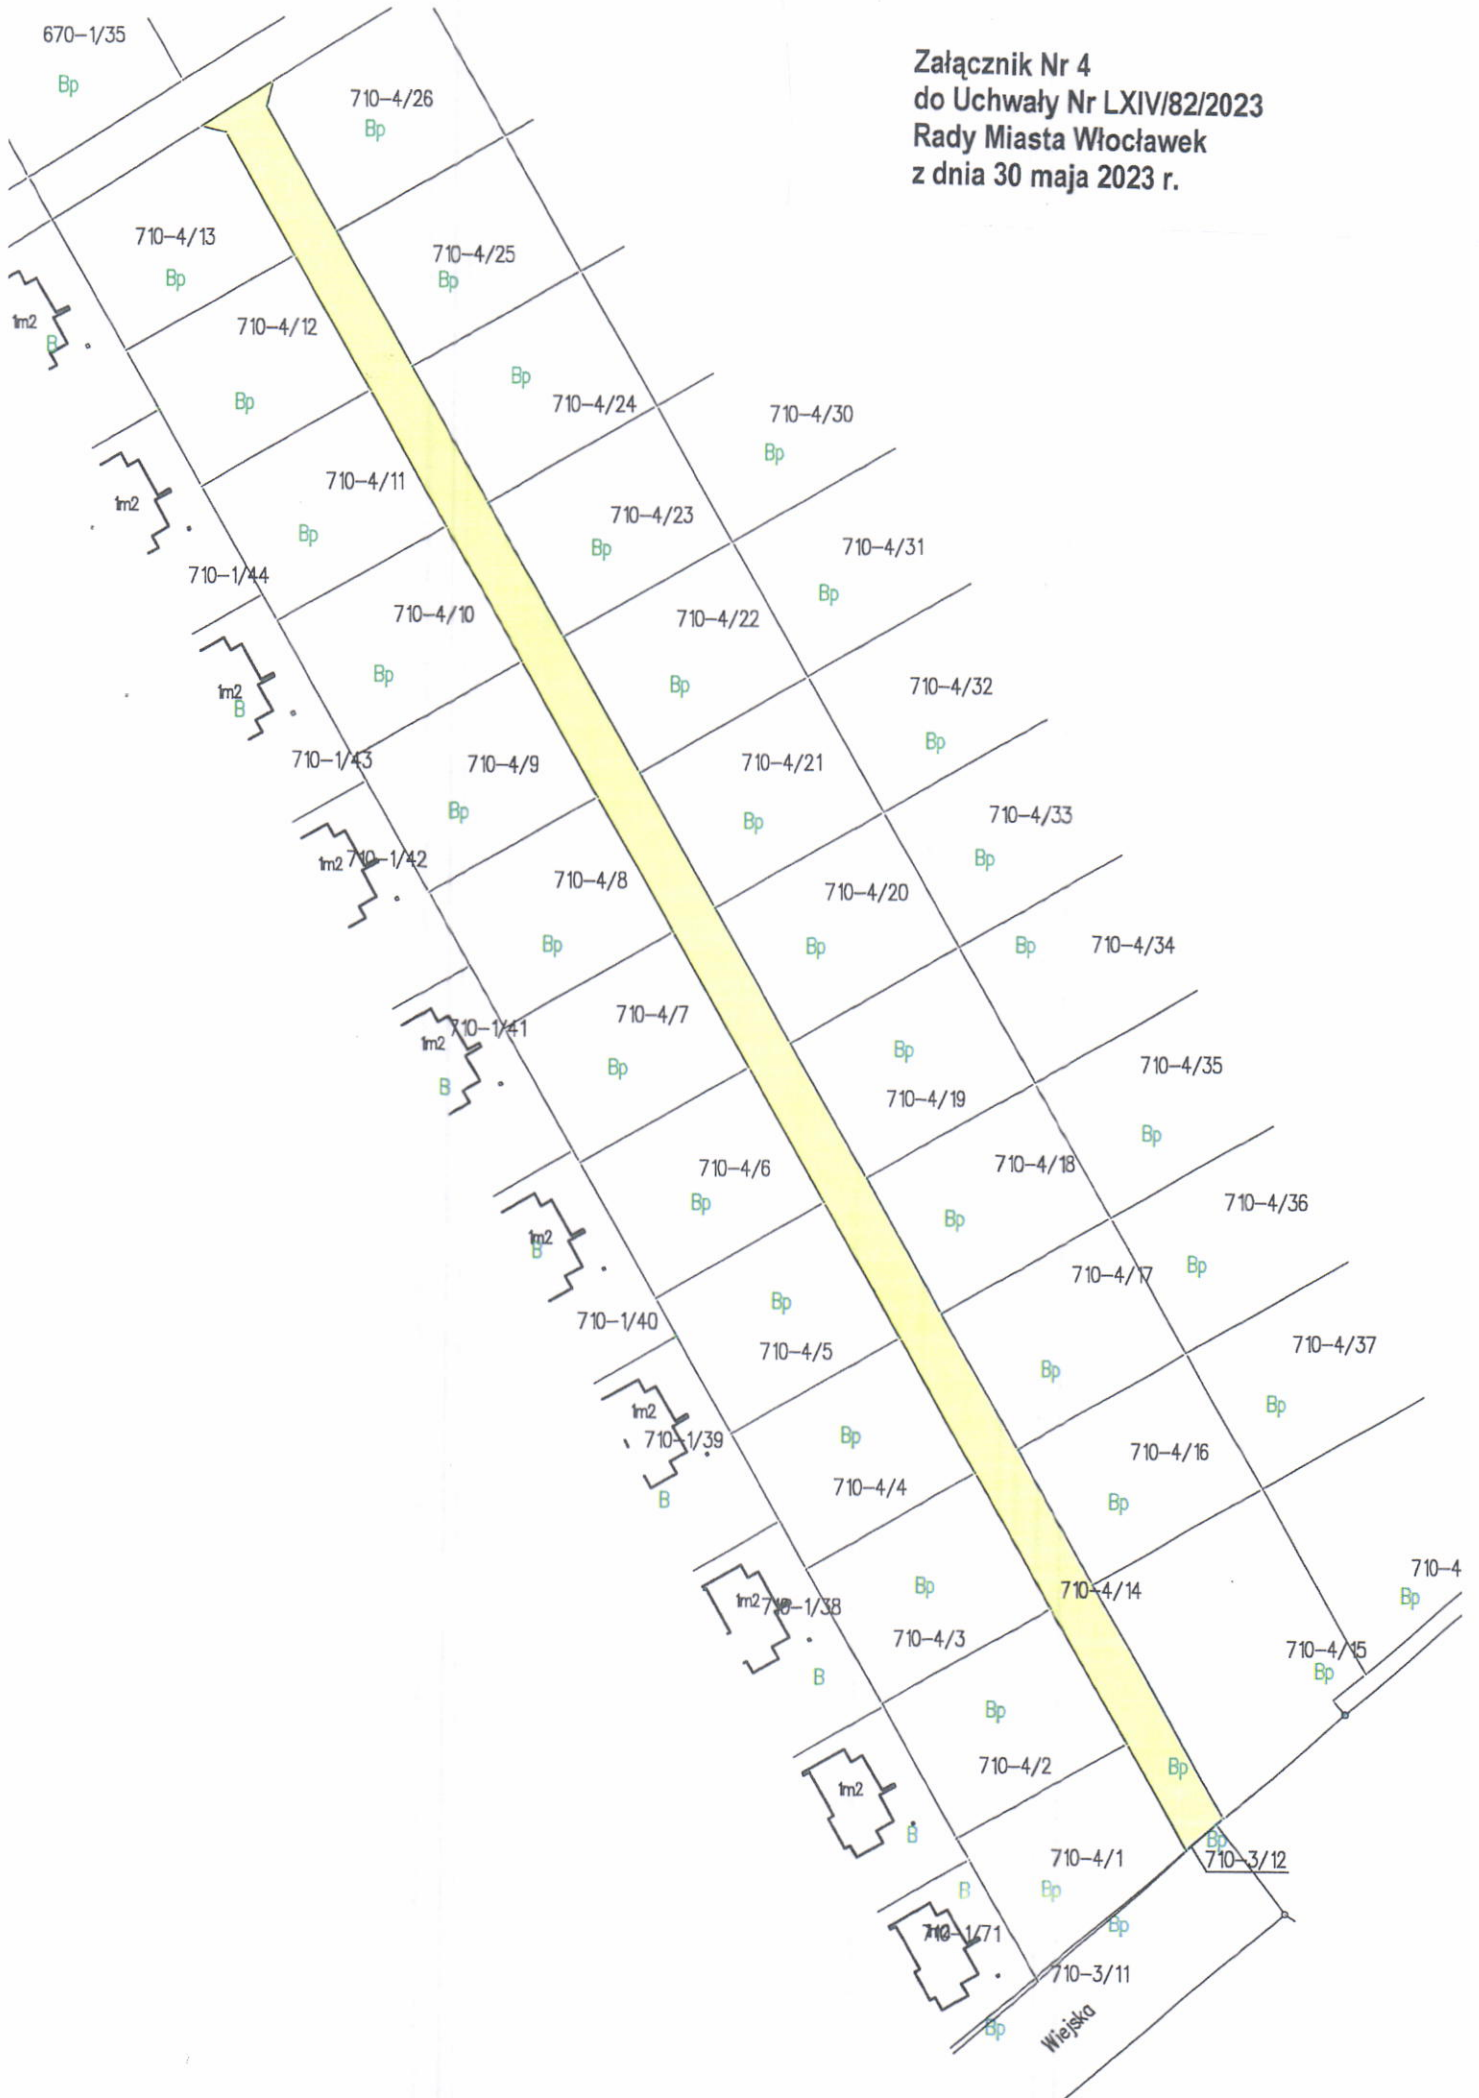 Załącznik Nr 4
do Uchwały Nr LXIV/82/2023
Rady Miasta Włocławek
z dnia 30 maja 2023 r.
670-1/35
Bp
710-4/26
Bp
710-4/13
Bp
710-4/25
Bp
1m2
B
710-4/12
Bp
Bp
710-4/24
710-4/30
Bp
710-4/11
Bp
1m2
710-4/23
Bp
710-4/31
Bp
710-1/44
710-4/10
Bp
710-4/22
Bp
1m2
B
710-4/32
Bp
710-1/43
710-4/9
Bp
710-4/21
Bp
710-4/33
Bp
1m2
710-1/42
710-4/8
Bp
710-4/20
Bp
Bp
710-4/34
710-1/41
1m2
B
710-4/7
Bp
Bp
710-4/19
710-4/35
Bp
710-4/6
Bp
710-4/18
Bp
710-4/36
Bp
1m2
B
710-4/17
Bp
710-1/40
Bp
710-4/5
710-4/37
Bp
1m2
710-1/39
B
Bp
710-4/4
710-4/16
Bp
1m2
710-1/38
B
Bp
710-4/3
710-4/14
710-4
Bp
710-4/15
Bp
Bp
710-4/2
Bp
1m2
B
710-4/1
Bp
Bp
710-3/12
B
1m2
710-1/71
Bp
710-3/11
Bp
Wiejska